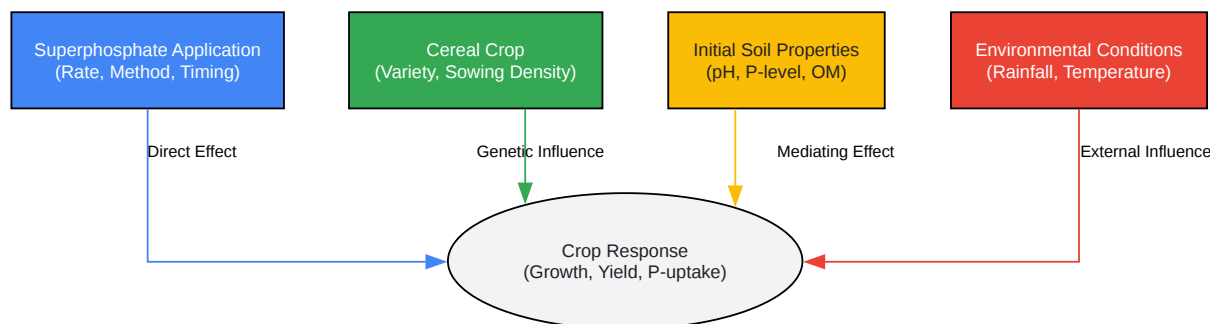 Superphosphate Application
(Rate, Method, Timing)
Cereal Crop
(Variety, Sowing Density)
Initial Soil Properties
(pH, P-level, OM)
Environmental Conditions
(Rainfall, Temperature)
Direct Effect
Genetic Influence
Mediating Effect
External Influence
Crop Response
(Growth, Yield, P-uptake)